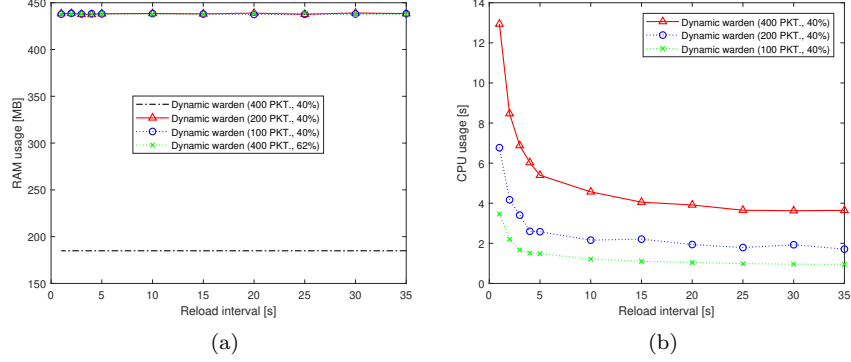 450
400
350
300
250
200
150
RAM usage [MB]
Dynamic warden (400 PKT., 40%)
Dynamic warden (200 PKT., 40%)
Dynamic warden (100 PKT., 40%)
Dynamic warden (400 PKT., 62%)
0 5 10 15 20 25 30 35
Reload interval [s]
(a)
14
12
10
8
6
4
2
0
CPU usage [s]
Dynamic warden (400 PKT., 40%)
Dynamic warden (200 PKT., 40%)
Dynamic warden (100 PKT., 40%)
0 5 10 15 20 25 30 35
Reload interval [s]
(b)